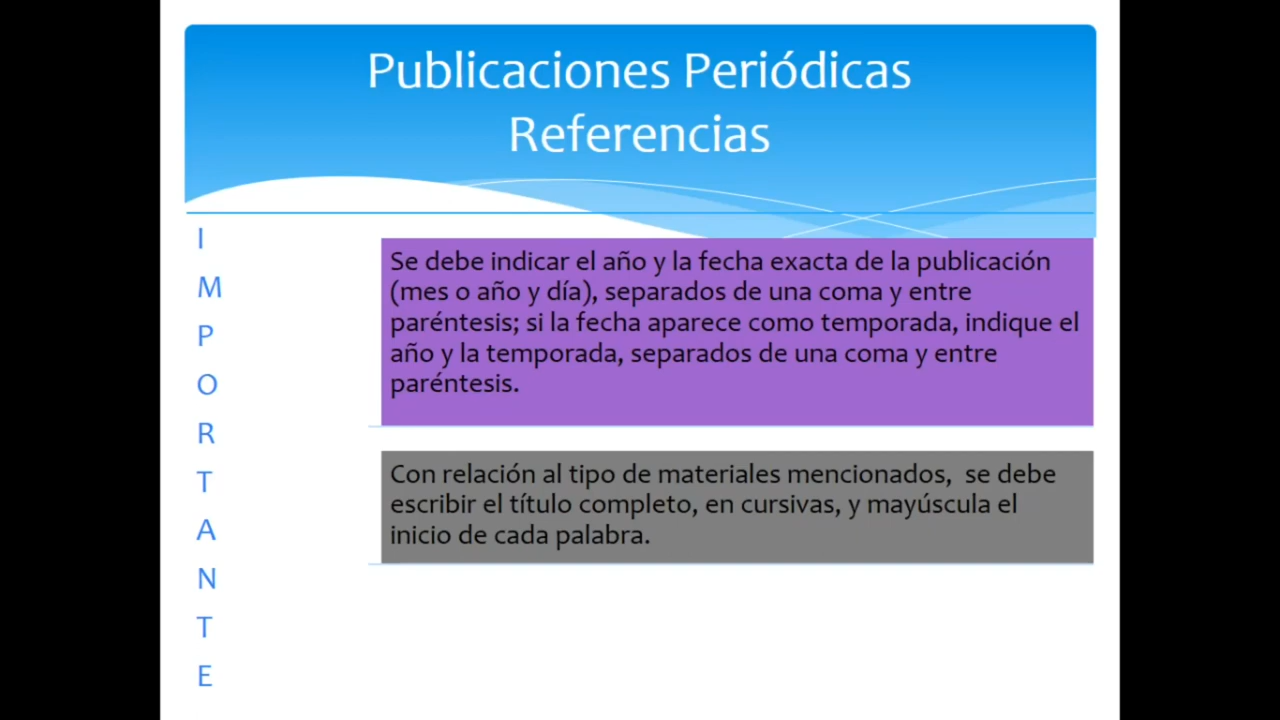 Publicaciones Periódicas
Referencias
I
M
P
O
R
T
A
N
T
E
Se debe indicar el año y la fecha exacta de la publicación
(mes o año y día), separados de una coma y entre
paréntesis; si la fecha aparece como temporada, indique el
año y la temporada, separados de una coma y entre
paréntesis.
Con relación al tipo de materiales mencionados,  se debe
escribir el título completo, en cursivas, y mayúscula el
inicio de cada palabra.